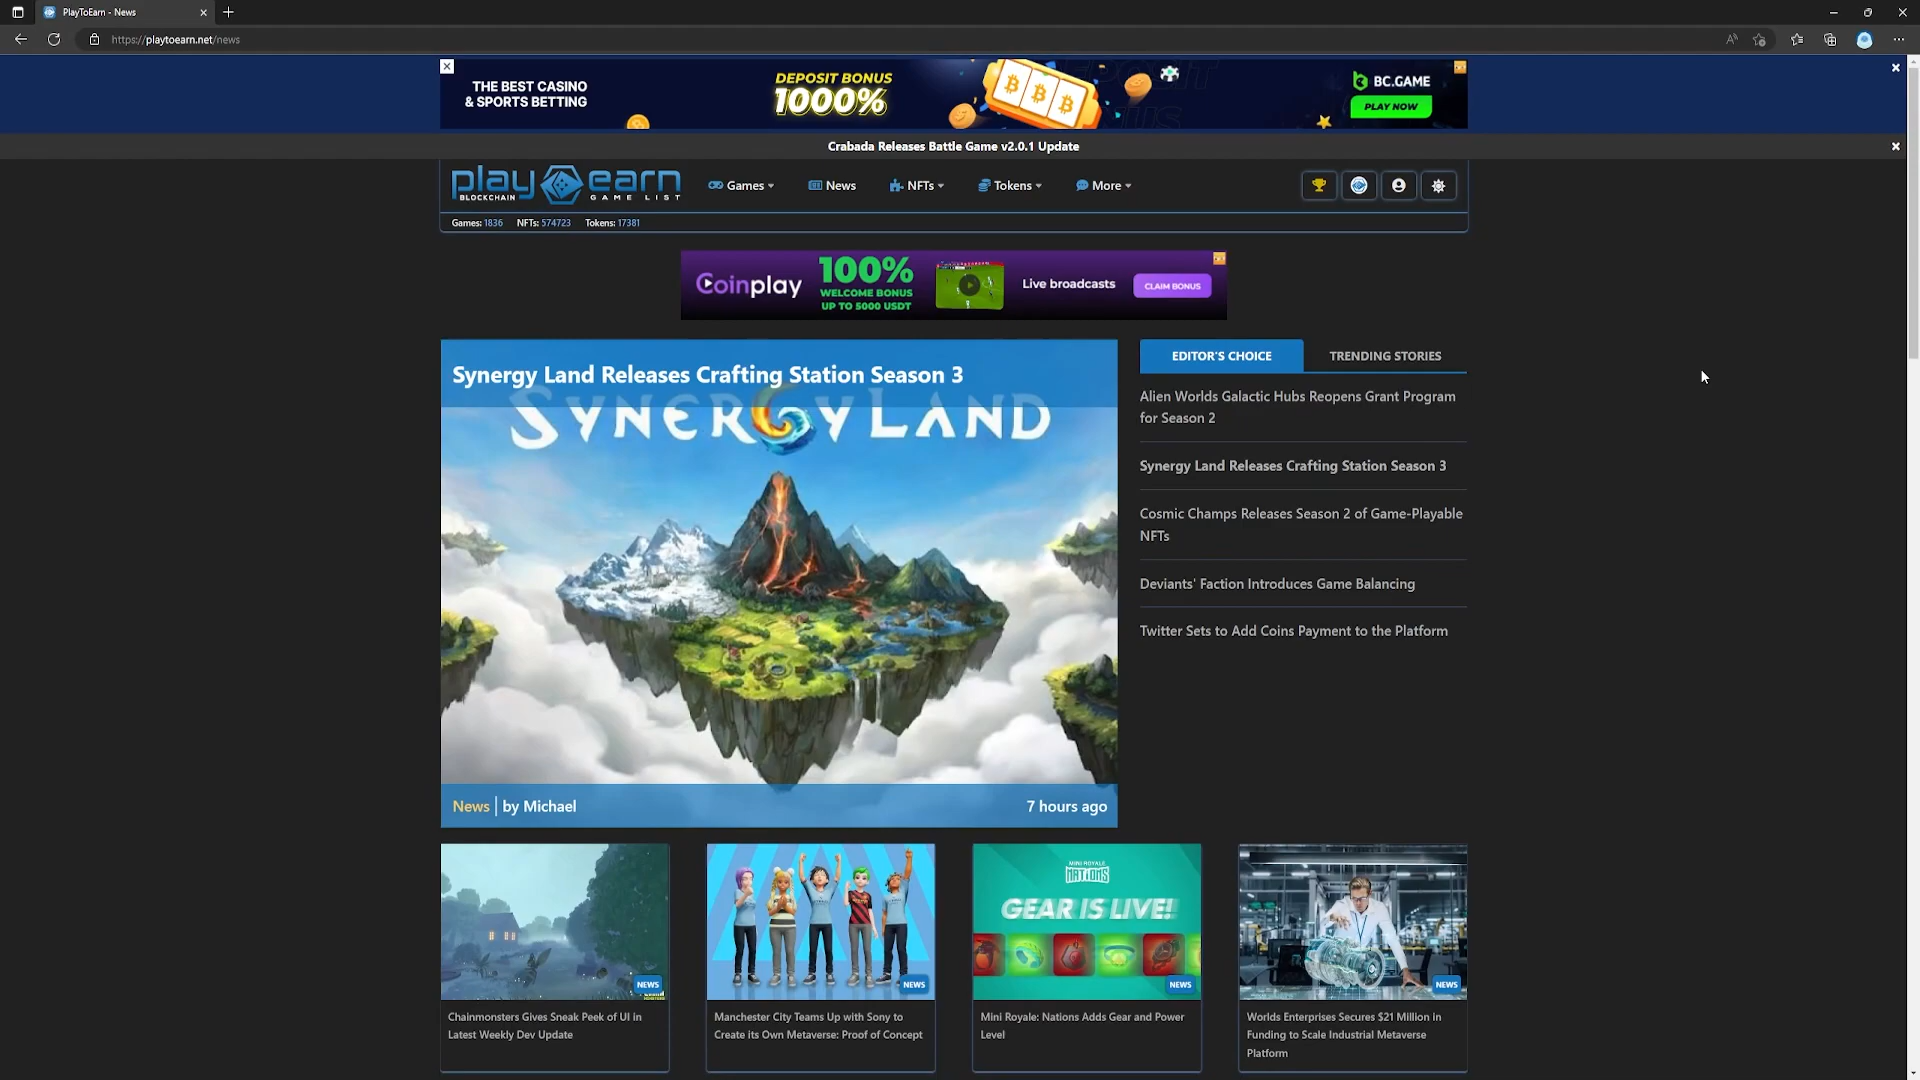 PlayToEarn - News
https://playtoearn.net/news
THE BEST CASINO
& SPORTS BETTING
DEPOSIT BONUS
1000%
BC.GAME
PLAY NOW
Crabada Releases Battle Game v2.0.1 Update
play earn
BLOCKCHAIN GAME LIST
Games
News
NFTs
Tokens
More
Games: 1836 NFTs: 574723 Tokens: 17381
Coinplay
100%
WELCOME BONUS
UP TO 5000 USDT
Live broadcasts
CLAIM BONUS
Synergy Land Releases Crafting Station Season 3
SYNERGY LAND
News | by Michael
7 hours ago
EDITOR'S CHOICE
TRENDING STORIES
Alien Worlds Galactic Hubs Reopens Grant Program
for Season 2
Synergy Land Releases Crafting Station Season 3
Cosmic Champs Releases Season 2 of Game-Playable
NFTs
Deviants' Faction Introduces Game Balancing
Twitter Sets to Add Coins Payment to the Platform
NEWS
Chainmonsters Gives Sneak Peek of UI in
Latest Weekly Dev Update
NEWS
Manchester City Teams Up with Sony to
Create its Own Metaverse: Proof of Concept
MINI ROYALE
NATIONS
GEAR IS LIVE!
NEWS
Mini Royale: Nations Adds Gear and Power
Level
NEWS
Worlds Enterprises Secures $21 Million in
Funding to Scale Industrial Metaverse
Platform